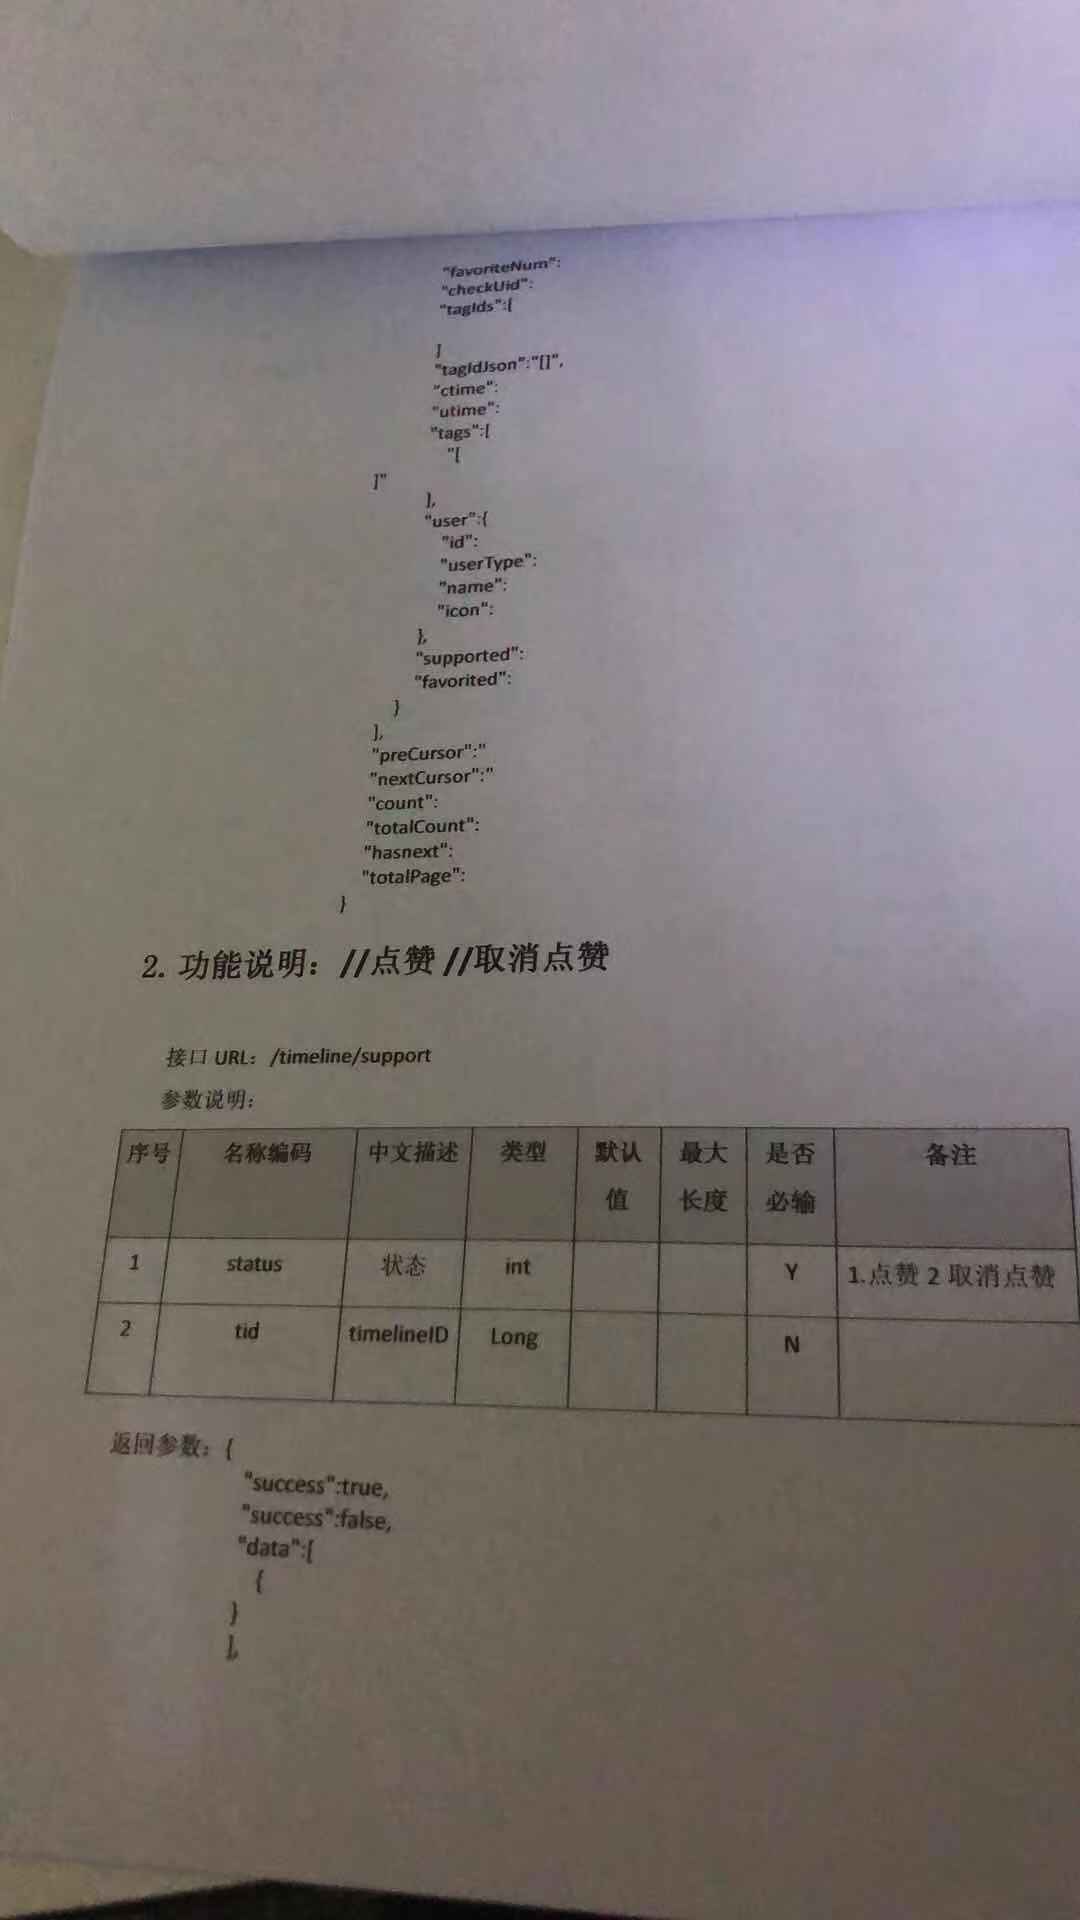 "favoriteNum":
"checkUid":
"tagIds":[
]
"tagIdJson":"[]",
"ctime":
"utime":
"tags":[
"[
]"
],
"user":{
"id":
"userType":
"name":
"icon":
},
"supported":
"favorited":
}
],
"preCursor":"
"nextCursor":"
"count":
"totalCount":
"hasnext":
"totalPage":
}
2. 功能说明：//点赞 //取消点赞
接口 URL：/timeline/support
参数说明：
序号 名称编码 中文描述 类型 默认值 最大长度 是否必输 备注
1 status 状态 int Y 1.点赞 2 取消点赞
2 tid timelineID Long N
返回参数：{
"success":true,
"success":false,
"data":[
{
}
],